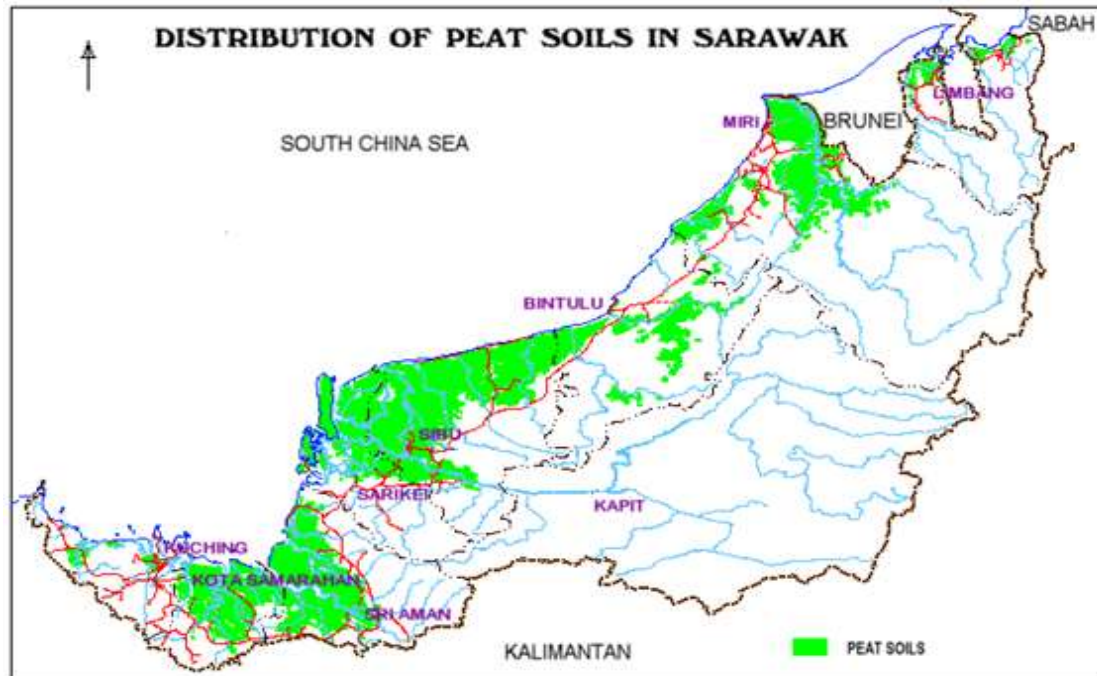 DISTRIBUTION OF PEAT SOILS IN SARAWAK
SABAH
LIMBANG
MIRI
BRUNEI
SOUTH CHINA SEA
BINTULU
SIBU
SARIKEI
KAPIT
KUCHING
KOTA SAMARAHAN
SRI AMAN
KALIMANTAN
PEAT SOILS